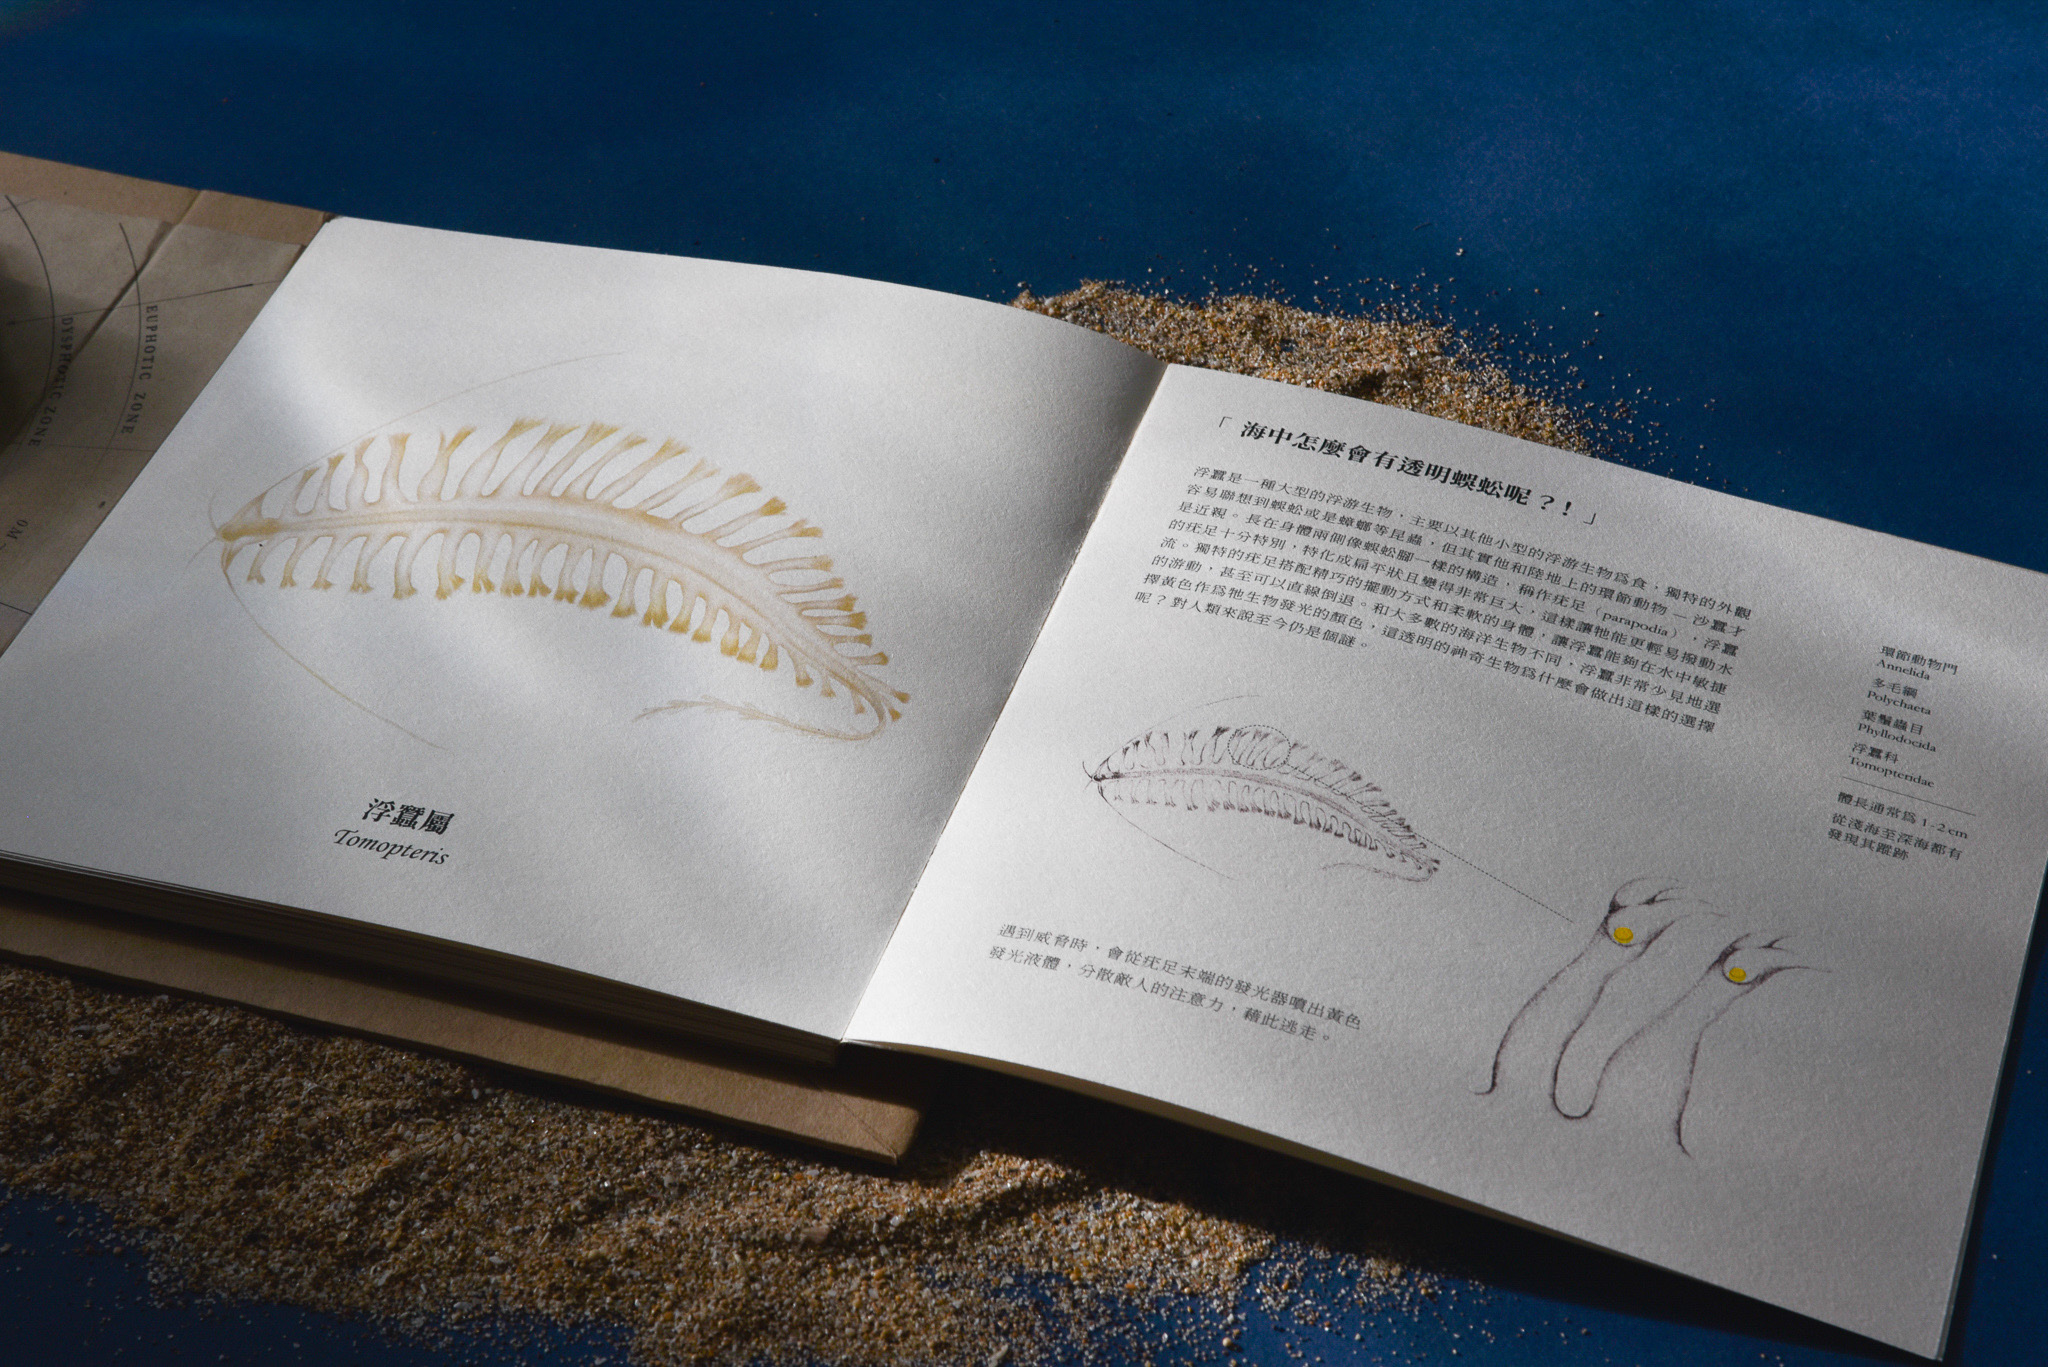 EUPHOTIC ZONE
DYSPHOTIC ZONE
0M
浮蠶屬
Tomopteris
「 海中怎麼會有透明蜈蚣呢？! 」
浮蠶是一種大型的浮游生物，主要以其他小型的浮游生物為食，獨特的外觀
容易聯想到蜈蚣或是蟑螂等昆蟲，但其實他和陸地上的環節動物 — 沙蠶才
是近親。長在身體兩側像蜈蚣腳一樣的構造，稱作疣足（parapodia），浮蠶
的疣足十分特別，特化成扁平狀且變得非常巨大，這樣讓牠能更輕易撥動水
流。獨特的疣足搭配精巧的擺動方式和柔軟的身體，讓浮蠶能夠在水中敏捷
的游動，甚至可以直線倒退。和大多數的海洋生物不同，浮蠶非常少見地選
擇黃色作為牠生物發光的顏色，這透明的神奇生物為什麼會做出這樣的選擇
呢？對人類來說至今仍是個謎。
環節動物門
Annelida
多毛綱
Polychaeta
葉鬚蟲目
Phyllodocida
浮蠶科
Tomopteridae
體長通常為 1 - 2 cm
從淺海至深海都有
發現其蹤跡
遇到威脅時，會從疣足末端的發光器噴出黃色
發光液體，分散敵人的注意力，藉此逃走。